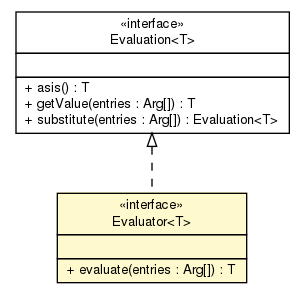 «interface»
Evaluation<T>
+ asis() : T
+ getValue(entries : Arg[]) : T
+ substitute(entries : Arg[]) : Evaluation<T>
«interface»
Evaluator<T>
+ evaluate(entries : Arg[]) : T